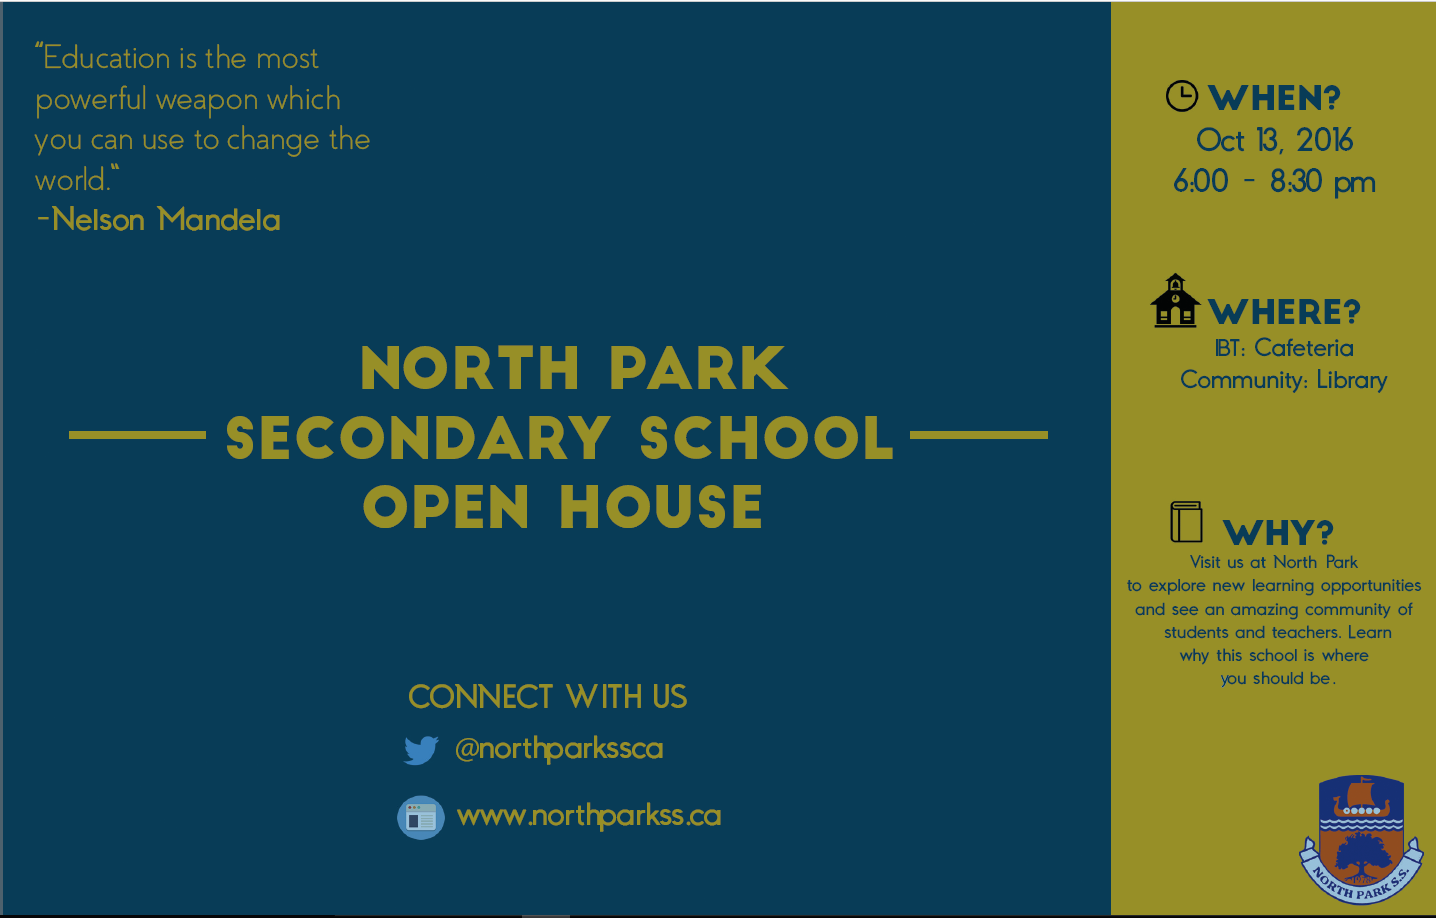 “Education is the most
powerful weapon which
you can use to change the
world.“
-Nelson Mandela
NORTH PARK
SECONDARY SCHOOL
OPEN HOUSE
CONNECT WITH US
@northparkssca
www.northparkss.ca
WHEN?
Oct 13, 2016
6:00 - 8:30 pm
WHERE?
IBT: Cafeteria
Community: Library
WHY?
Visit us at North Park
to explore new learning opportunities
and see an amazing community of
students and teachers. Learn
why this school is where
you should be.
NORTH PARK S.S.